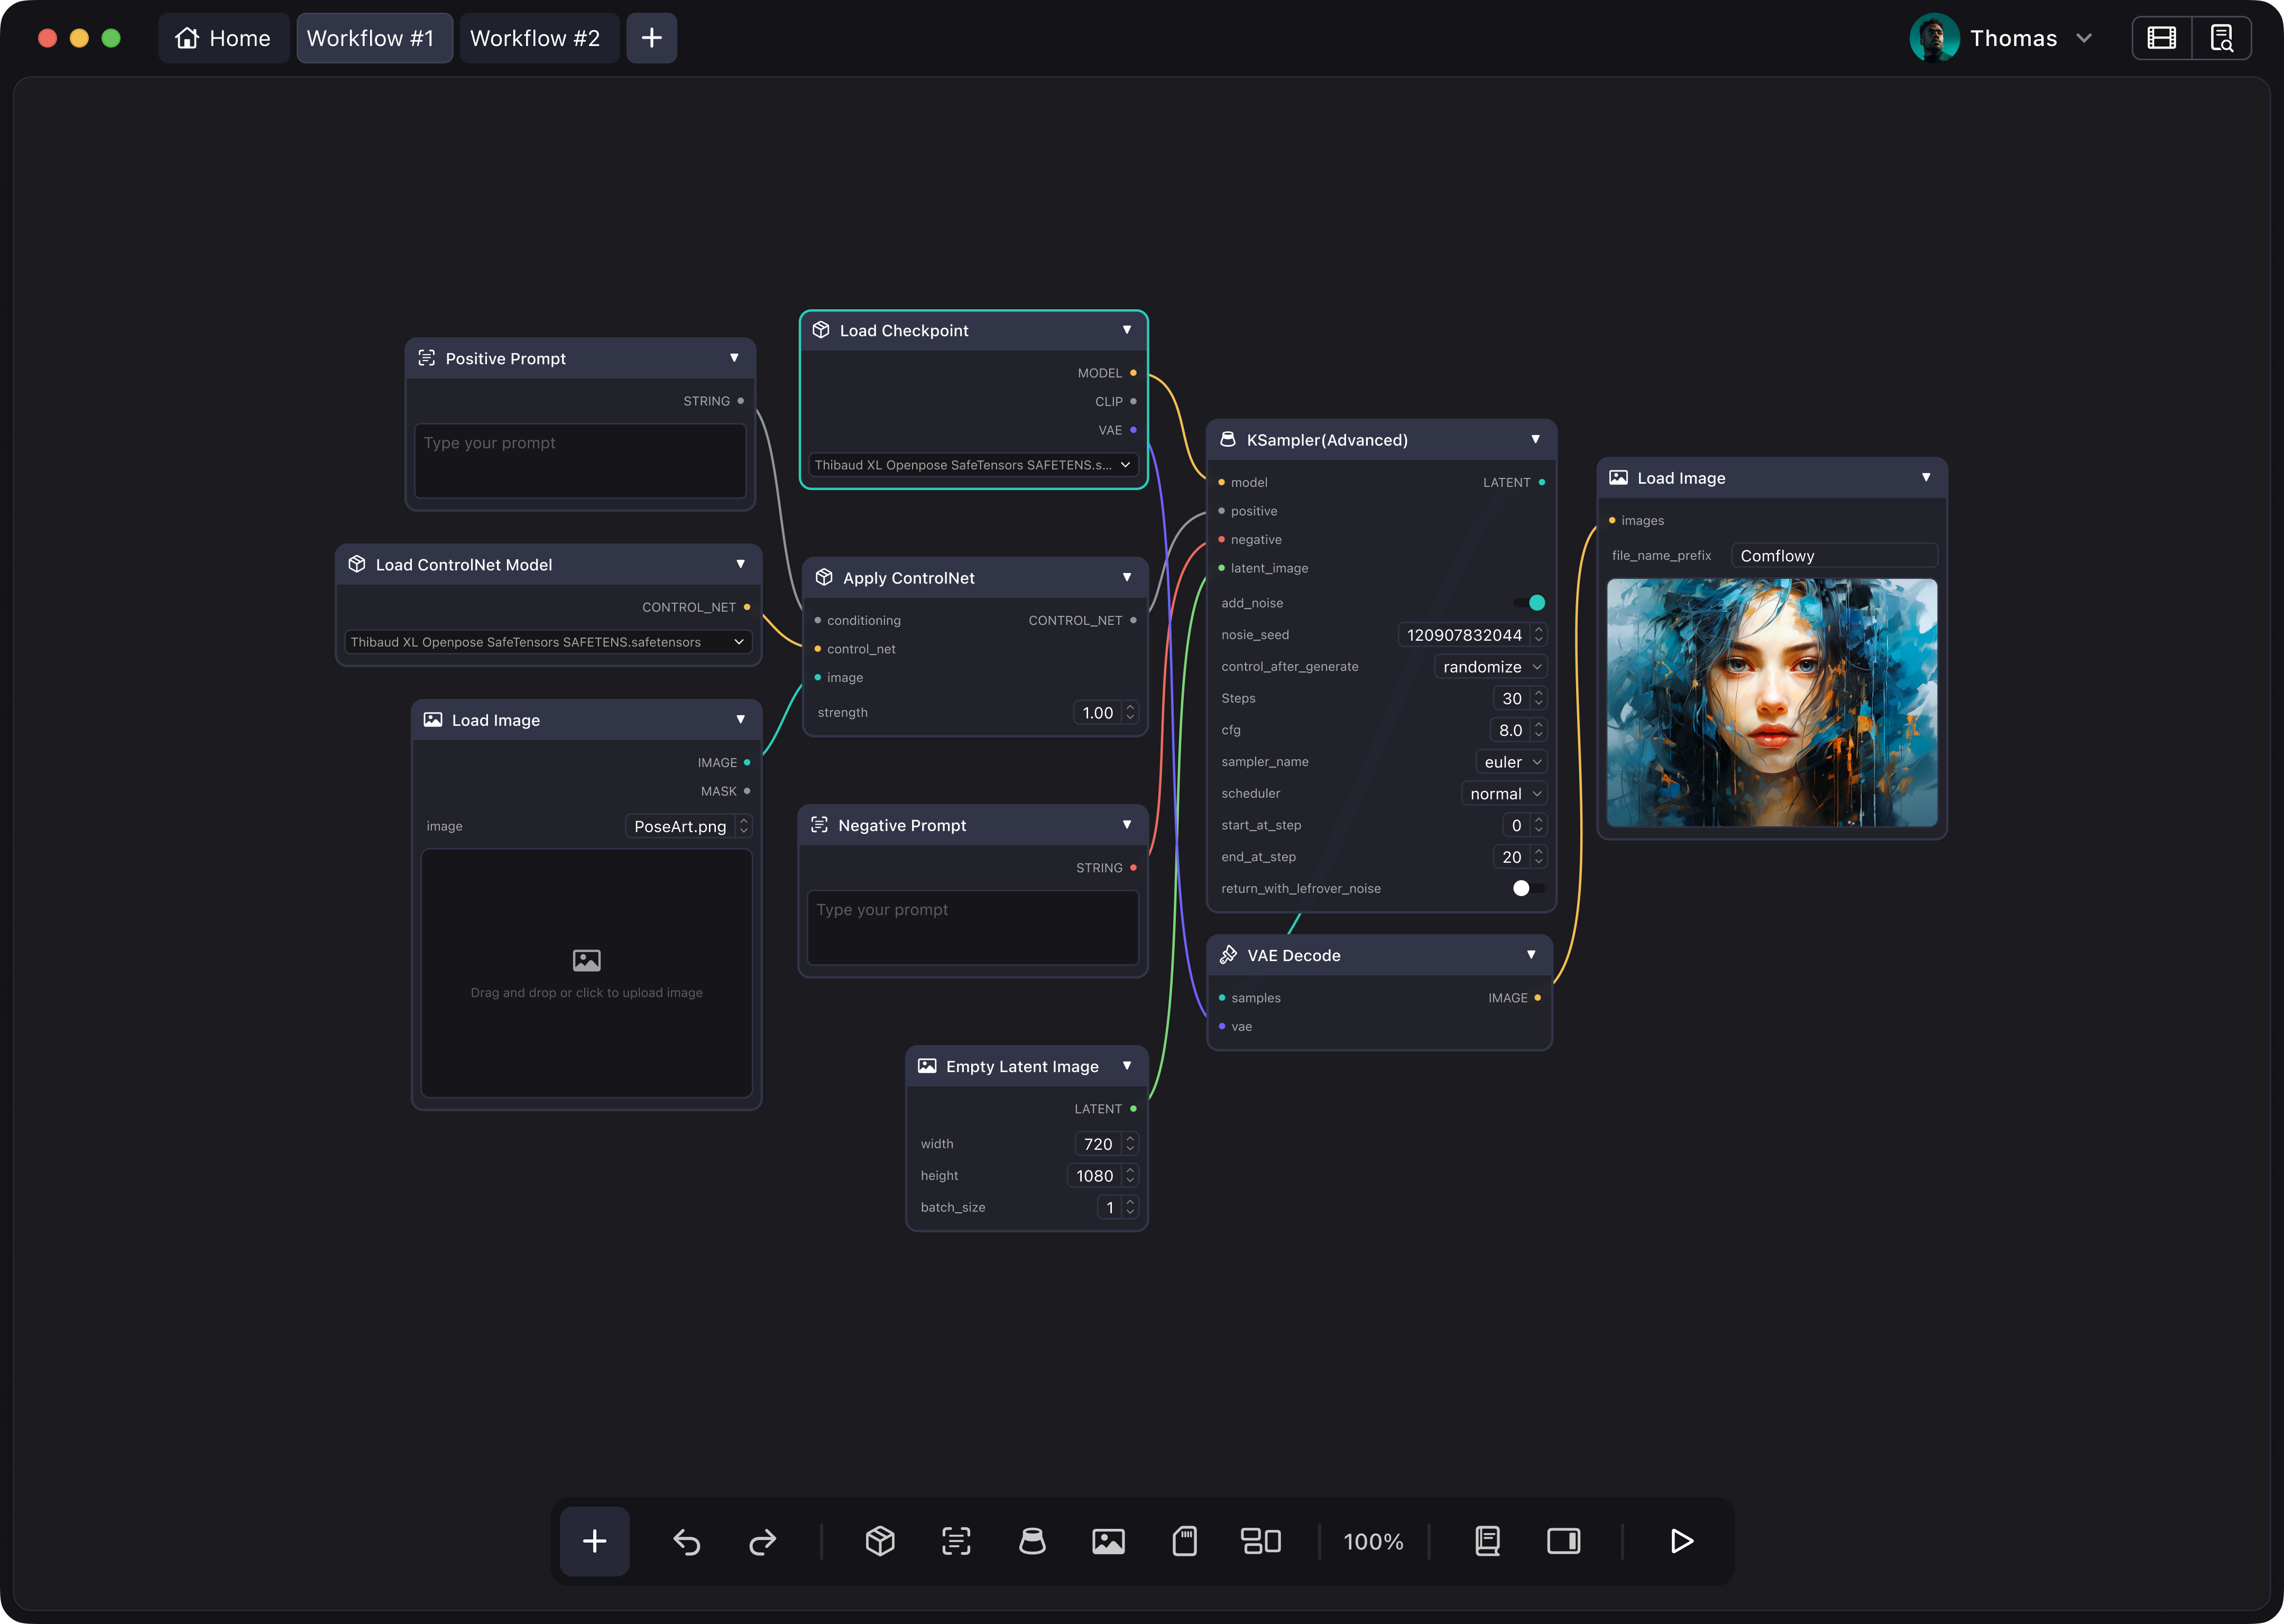 Home
Workflow #1
Workflow #2
Thomas
Positive Prompt
STRING
Type your prompt
Load ControlNet Model
CONTROL_NET
Thibaud XL Openpose SafeTensors SAFETENS.safetensors
Load Image
IMAGE
MASK
image PoseArt.png
Drag and drop or click to upload image
Load Checkpoint
MODEL
CLIP
VAE
Thibaud XL Openpose SafeTensors SAFETENS.s...
Apply ControlNet
conditioning CONTROL_NET
control_net
image
strength 1.00
Negative Prompt
STRING
Type your prompt
Empty Latent Image
LATENT
width 720
height 1080
batch_size 1
KSampler(Advanced)
model LATENT
positive
negative
latent_image
add_noise
nosie_seed 120907832044
control_after_generate randomize
Steps 30
cfg 8.0
sampler_name euler
scheduler normal
start_at_step 0
end_at_step 20
return_with_lefrover_noise
VAE Decode
samples IMAGE
vae
Load Image
images
file_name_prefix Comflowy
100%